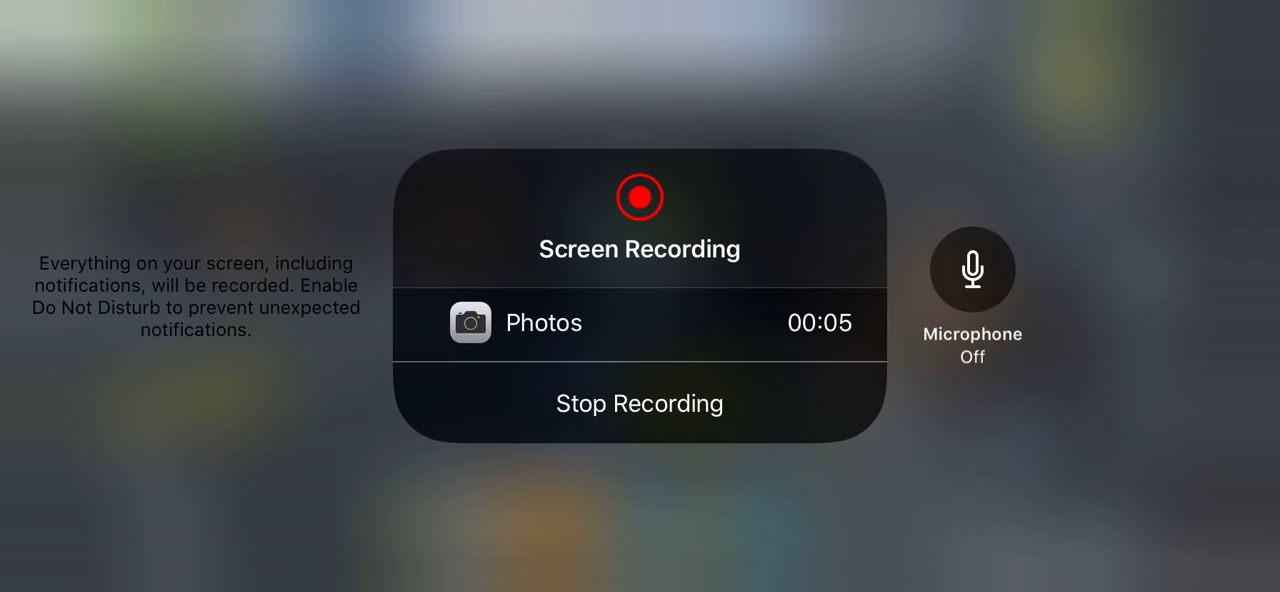 Everything on your screen, including
notifications, will be recorded. Enable
Do Not Disturb to prevent unexpected
notifications.
Screen Recording
Photos 00:05
Stop Recording
Microphone
Off